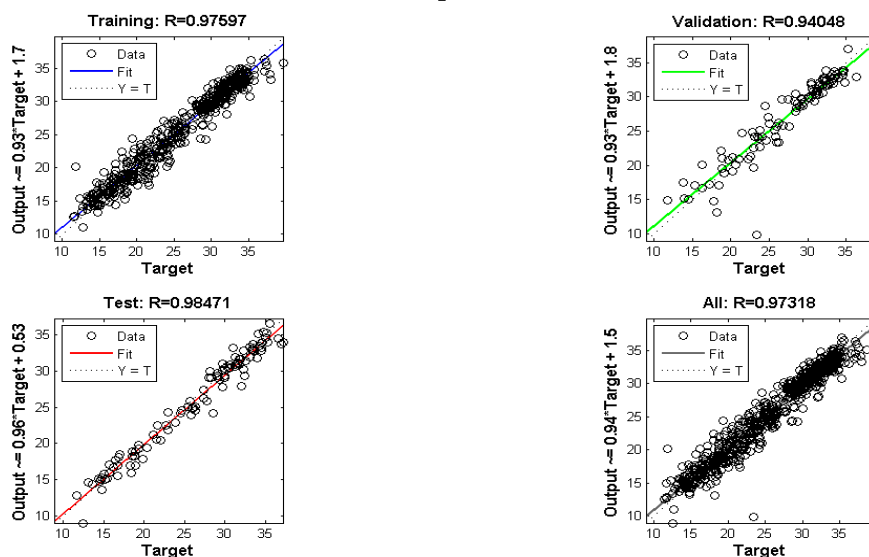 Training: R=0.97597
Output ~= 0.93*Target + 1.7
Data
Fit
Y = T
35
30
25
20
15
10
10 15 20 25 30 35
Target
Validation: R=0.94048
Output ~= 0.93*Target + 1.8
Data
Fit
Y = T
35
30
25
20
15
10
10 15 20 25 30 35
Target
Test: R=0.98471
Output ~= 0.96*Target + 0.53
Data
Fit
Y = T
35
30
25
20
15
10
10 15 20 25 30 35
Target
All: R=0.97318
Output ~= 0.94*Target + 1.5
Data
Fit
Y = T
35
30
25
20
15
10
10 15 20 25 30 35
Target